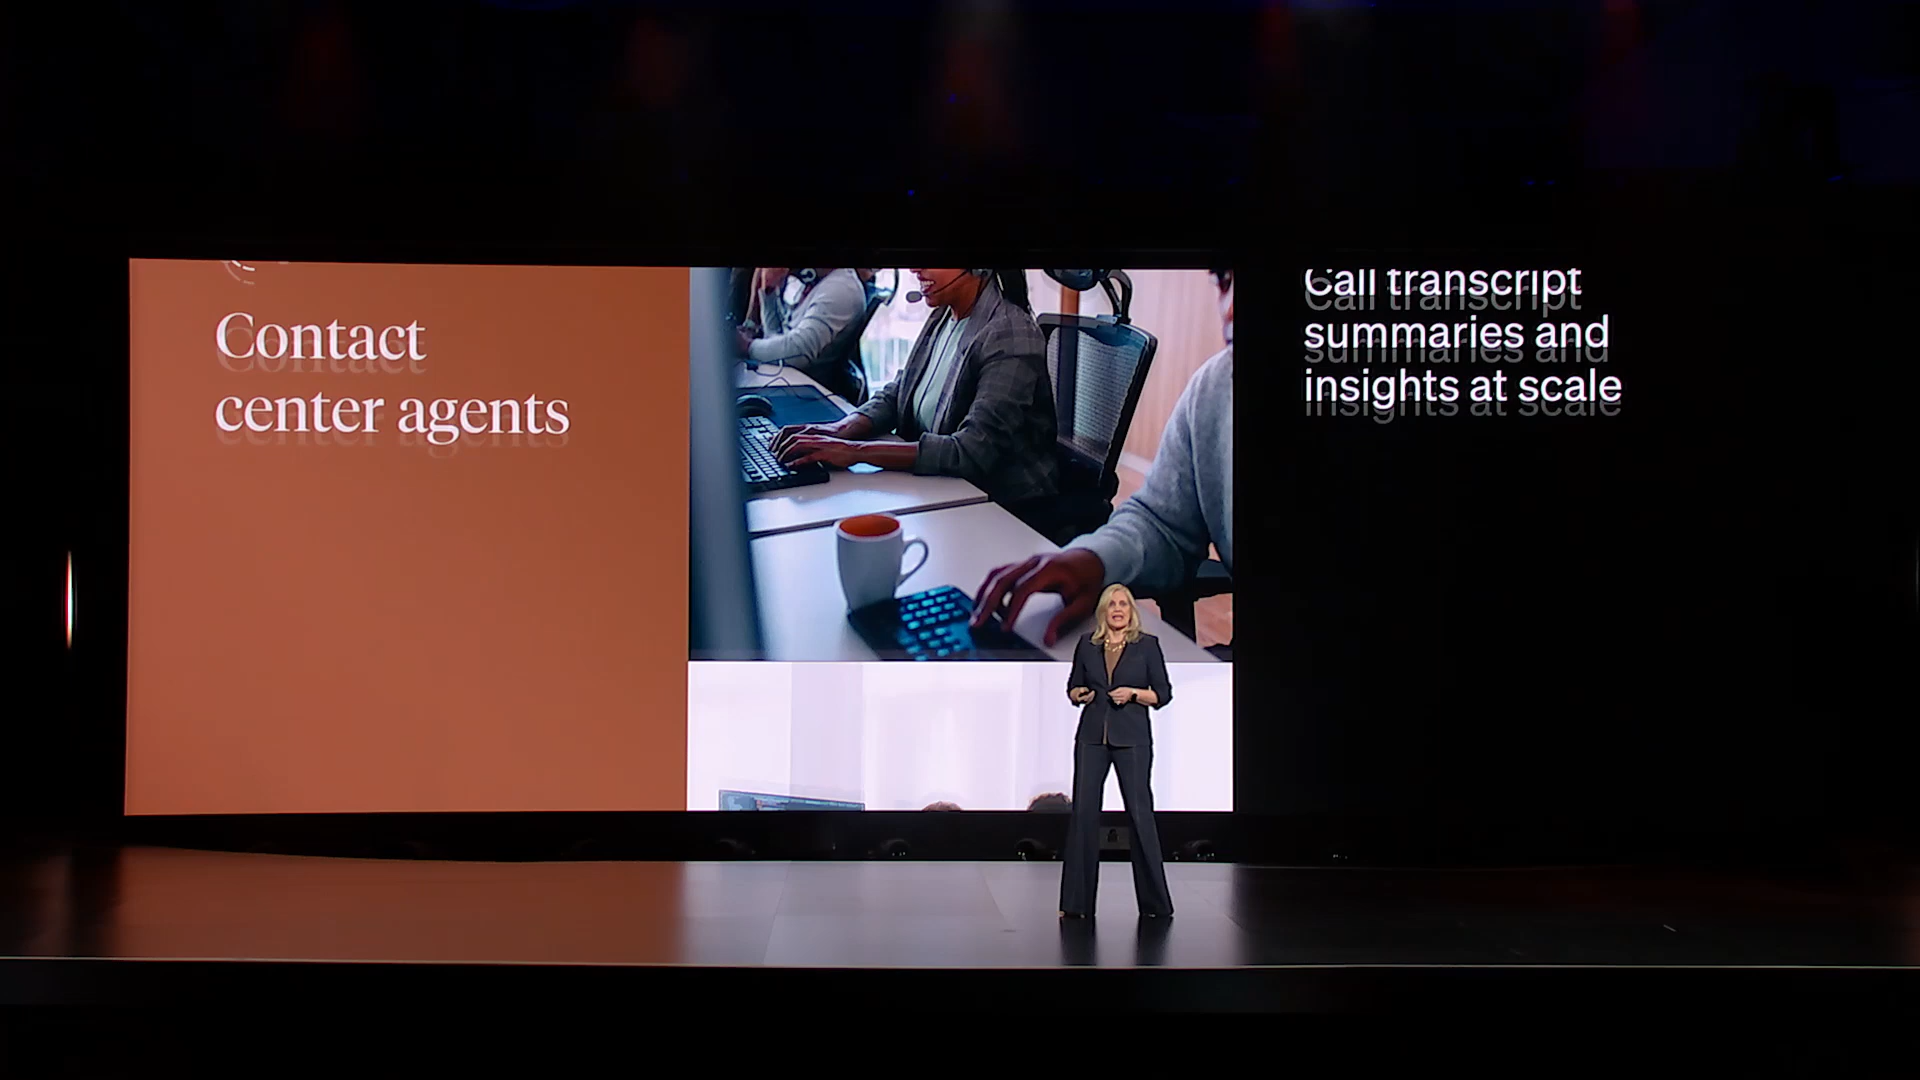 Contact
center agents
Call transcript
summaries and
insights at scale